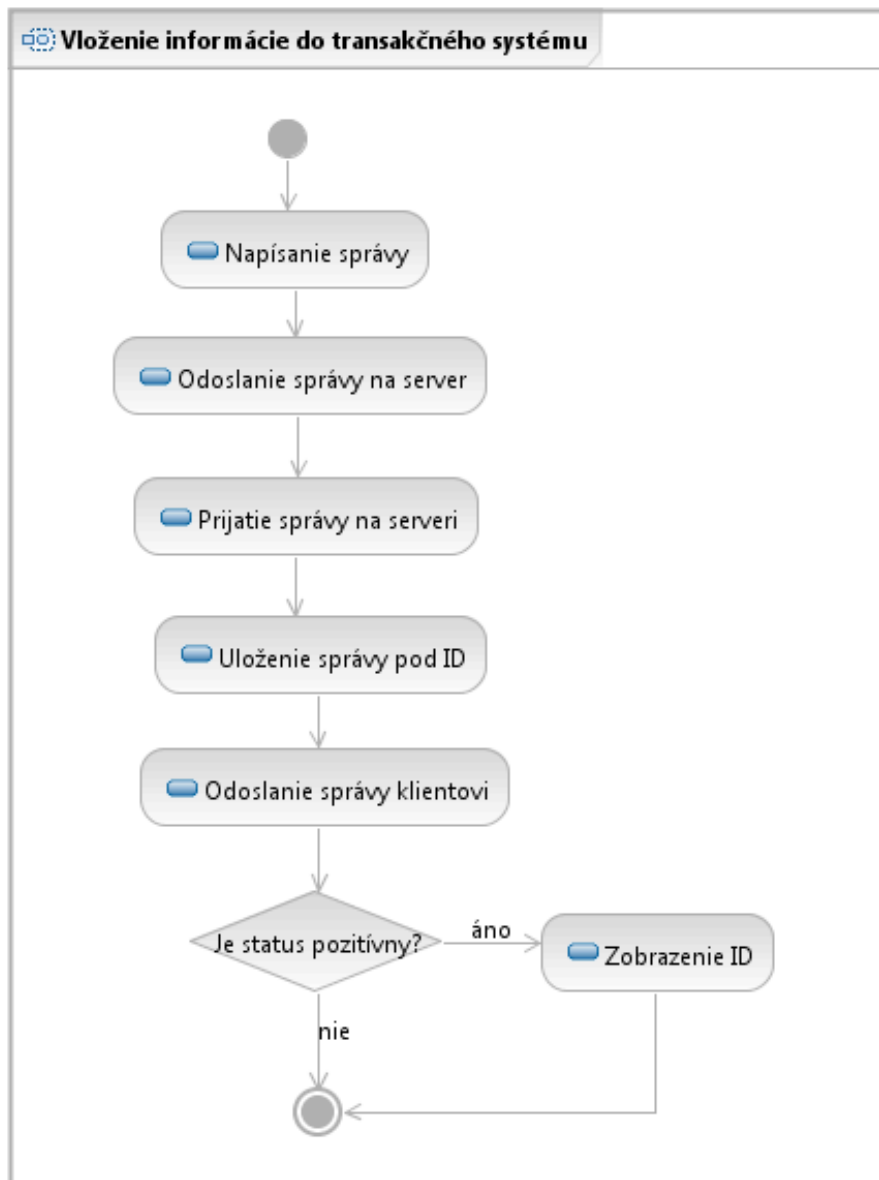 Vloženie informácie do transakčného systému
Napísanie správy
Odoslanie správy na server
Prijatie správy na serveri
Uloženie správy pod ID
Odoslanie správy klientovi
Je status pozitívny?
áno
Zobrazenie ID
nie